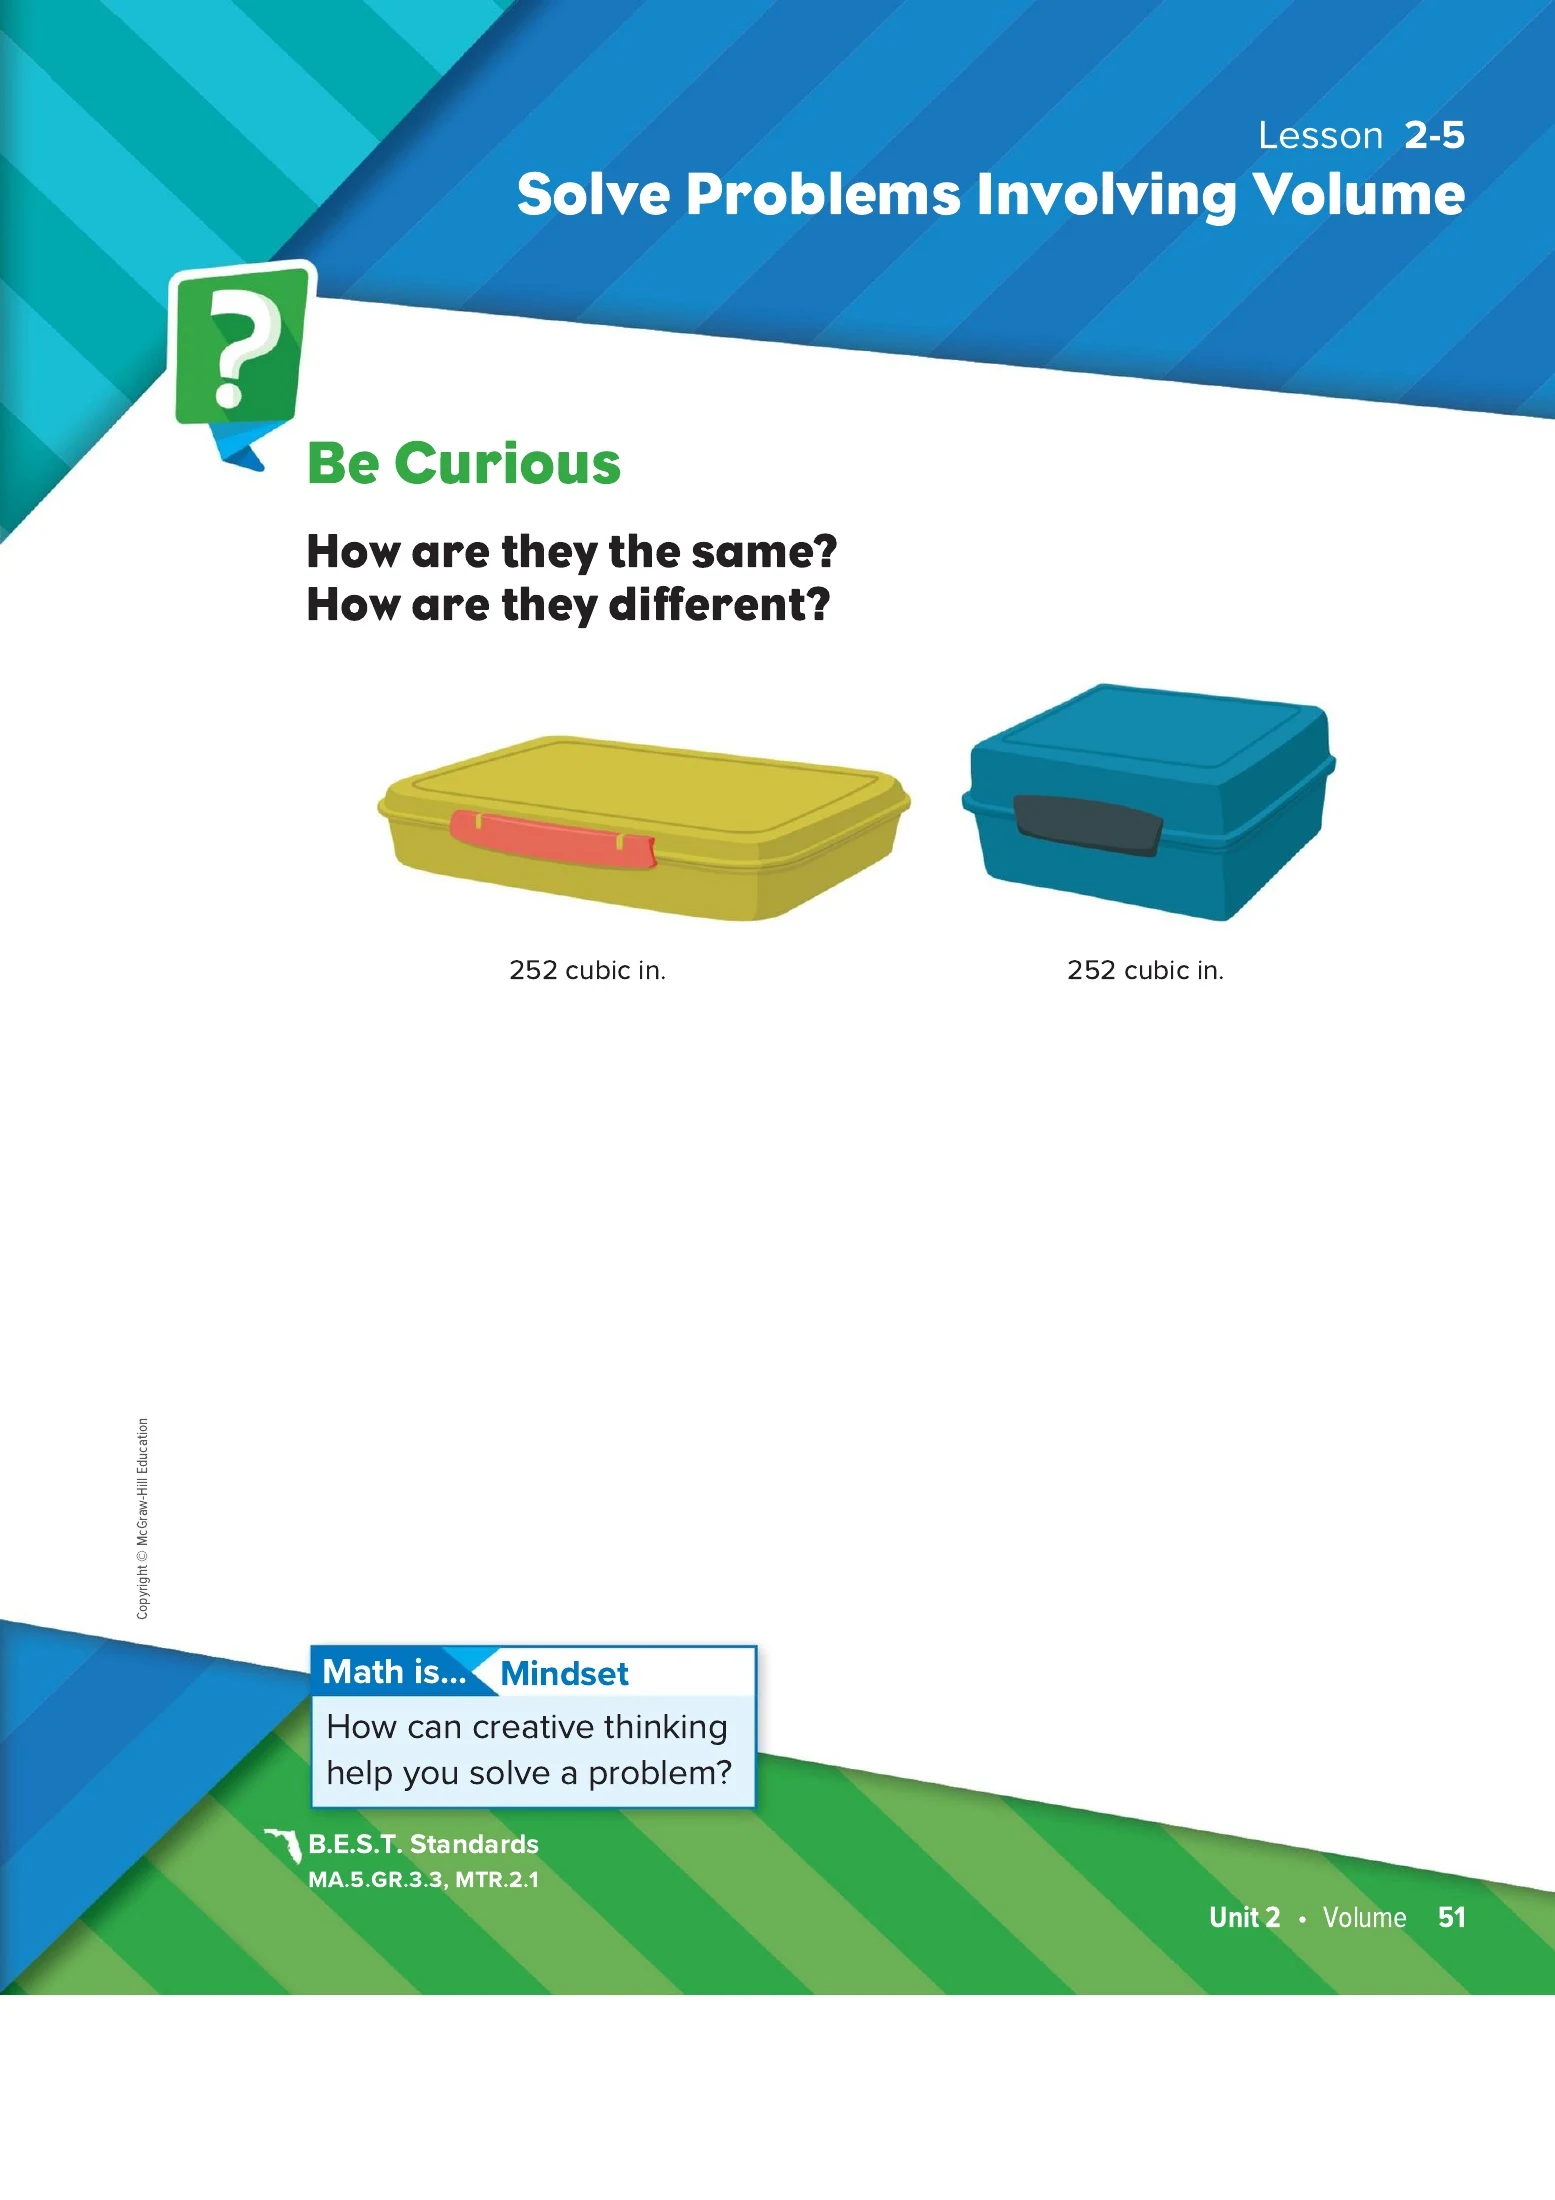 Lesson 2-5
Solve Problems Involving Volume
?
Be Curious
How are they the same?
How are they different?
252 cubic in.
252 cubic in.
Copyright © McGraw-Hill Education
Math is... Mindset
How can creative thinking
help you solve a problem?
B.E.S.T. Standards
MA.5.GR.3.3, MTR.2.1
Unit 2 • Volume 51